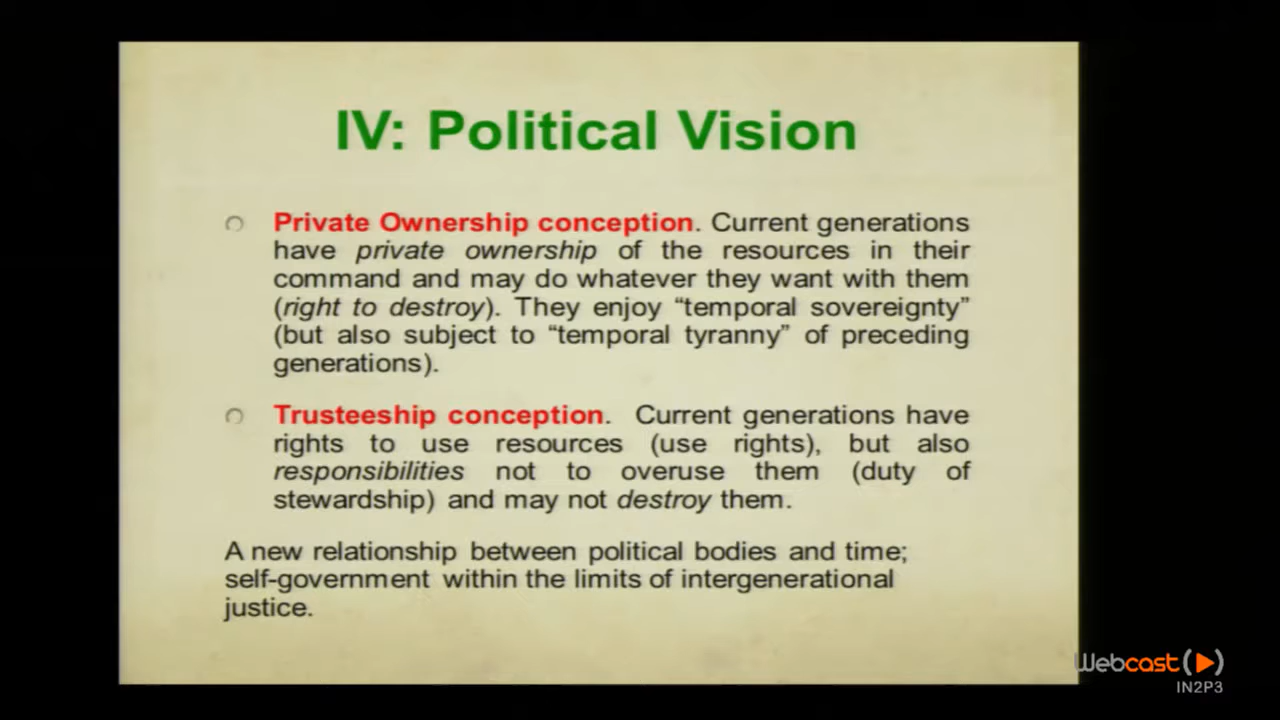 IV: Political Vision
Private Ownership conception. Current generations
have private ownership of the resources in their
command and may do whatever they want with them
(right to destroy). They enjoy “temporal sovereignty”
(but also subject to “temporal tyranny” of preceding
generations).
Trusteeship conception. Current generations have
rights to use resources (use rights), but also
responsibilities not to overuse them (duty of
stewardship) and may not destroy them.
A new relationship between political bodies and time;
self-government within the limits of intergenerational
justice.
Webcast
IN2P3